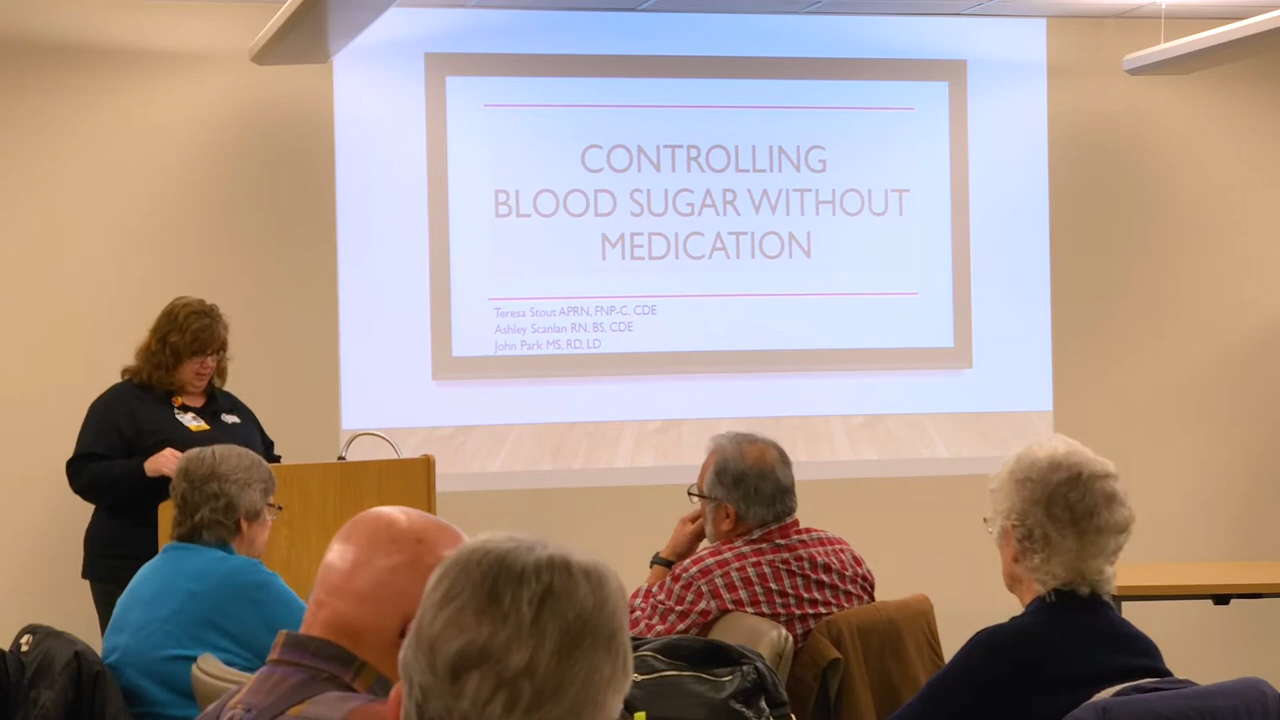 CONTROLLING
BLOOD SUGAR WITHOUT
MEDICATION
Teresa Stout APRN, FNP-C, CDE
Ashley Scanlan RN, BS, CDE
John Park MS, RD, LD